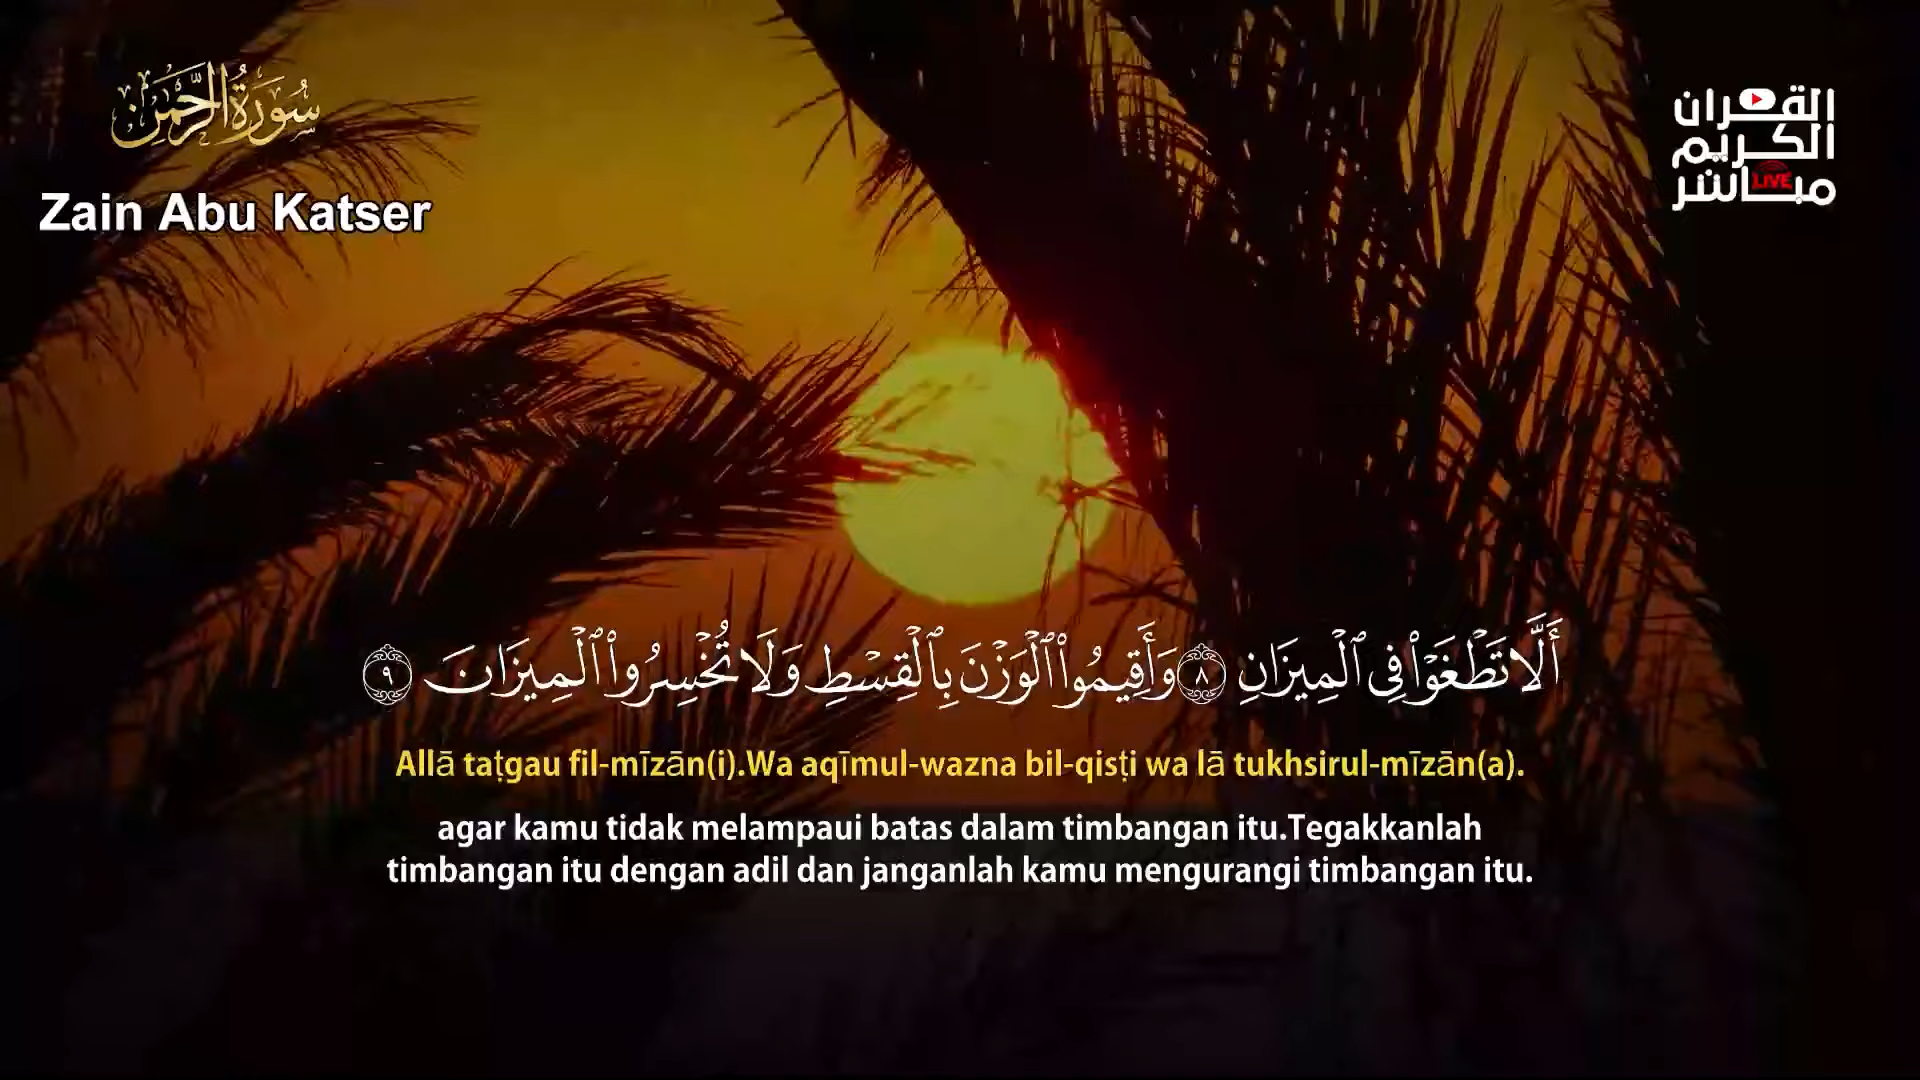 سُورَةُ الرَّحْمَٰن
Zain Abu Katser
القران
الكريم
مباشر
LIVE
أَلَّا تَطْغَوْا۟ فِى ٱلْمِيزَانِ ٨ وَأَقِيمُوا۟ ٱلْوَزْنَ بِٱلْقِسْطِ وَلَا تُخْسِرُوا۟ ٱلْمِيزَانَ ٩
Allā taṭgau fil-mīzān(i).Wa aqīmul-wazna bil-qisṭi wa lā tukhsirul-mīzān(a).
agar kamu tidak melampaui batas dalam timbangan itu.Tegakkanlah
timbangan itu dengan adil dan janganlah kamu mengurangi timbangan itu.